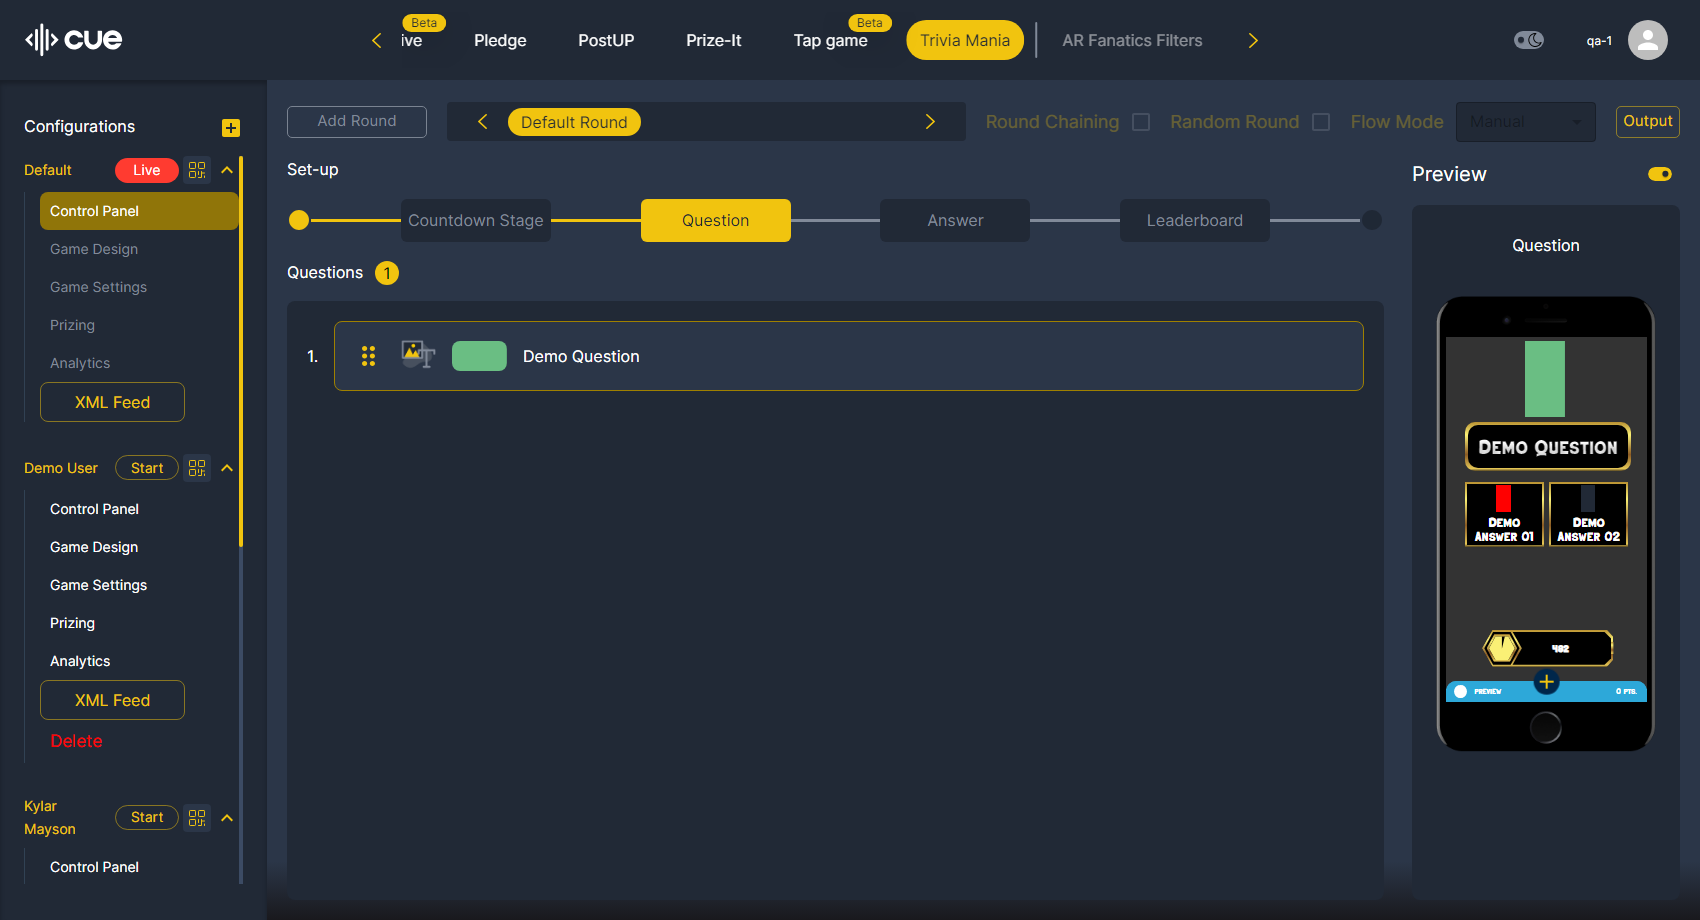 cue
Beta
ive
Pledge
PostUP
Prize-It
Beta
Tap game
Trivia Mania
AR Fanatics Filters
qa-1
Configurations
Default
Live
Control Panel
Game Design
Game Settings
Prizing
Analytics
XML Feed
Demo User
Start
Control Panel
Game Design
Game Settings
Prizing
Analytics
XML Feed
Delete
Kylar
Mayson
Start
Control Panel
Add Round
Default Round
Round Chaining
Random Round
Flow Mode
Manual
Output
Set-up
Countdown Stage
Question
Answer
Leaderboard
Questions 1
1.
Demo Question
Preview
Question
DEMO QUESTION
DEMO
ANSWER 01
DEMO
ANSWER 02
482
PREVIEW
0 PTS.